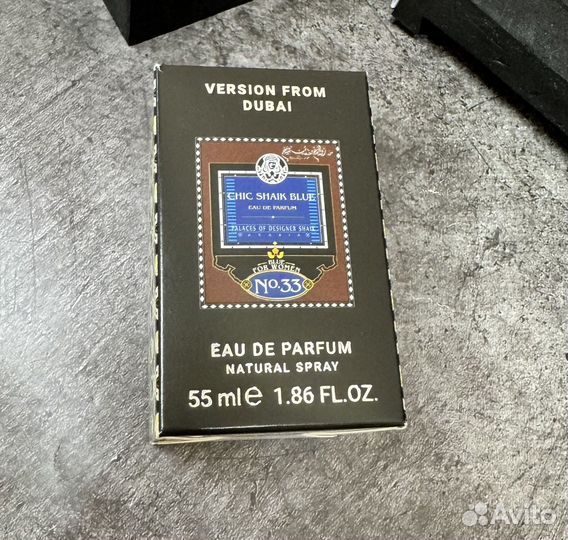 VERSION FROM
DUBAI
CHIC SHAIK BLUE
EAU DE PARFUM
PALACES OF DESIGNER SHAIK
BLUE
FOR WOMEN
No.33
EAU DE PARFUM
NATURAL SPRAY
55 ml℮ 1.86 FL.OZ.
Avito